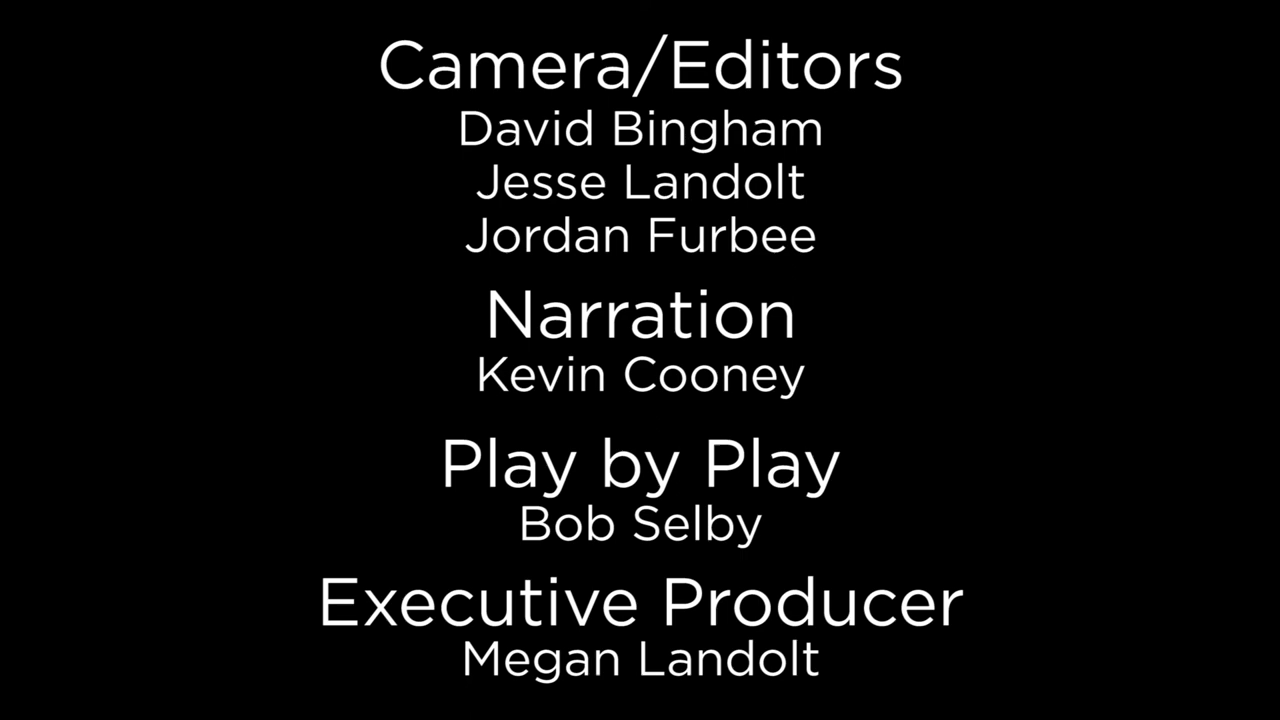 Camera/Editors
David Bingham
Jesse Landolt
Jordan Furbee
Narration
Kevin Cooney
Play by Play
Bob Selby
Executive Producer
Megan Landolt